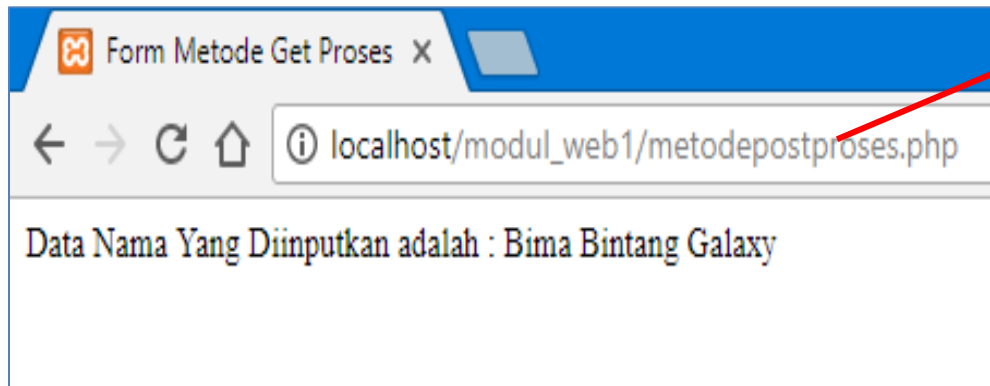 Form Metode Get Proses
localhost/modul_web1/metodepostproses.php
Data Nama Yang Diinputkan adalah : Bima Bintang Galaxy